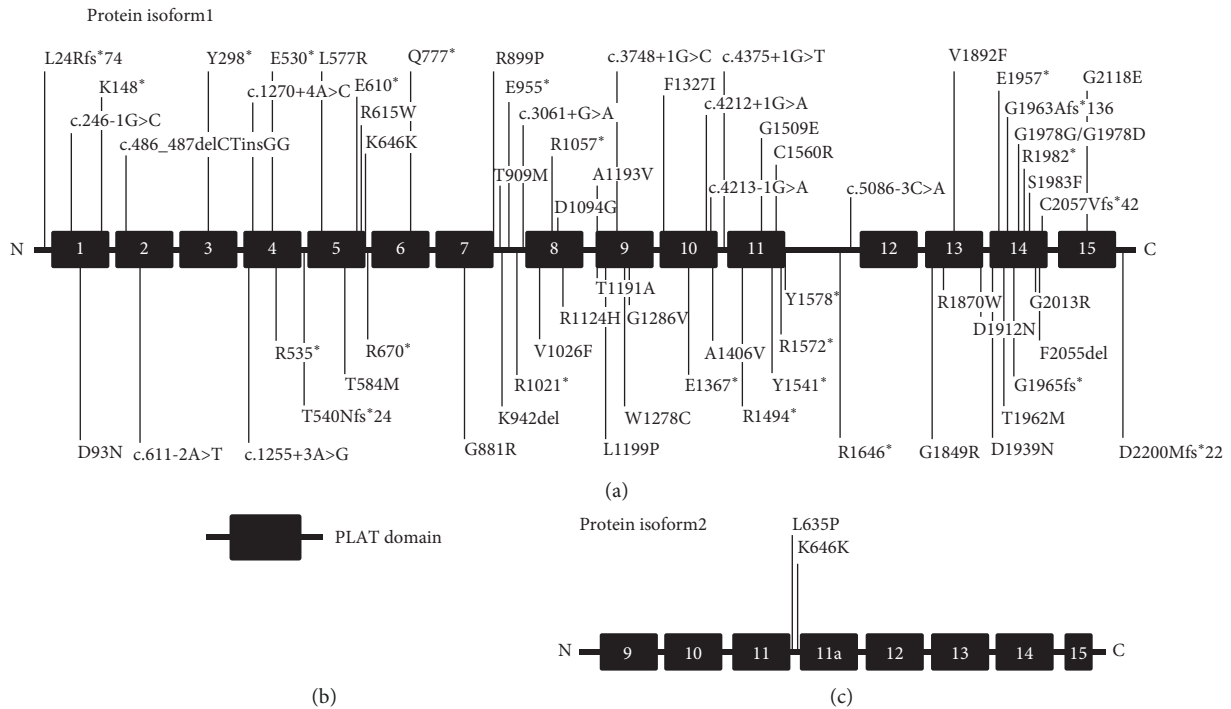 Protein isoform1
L24Rfs*74
Y298*
E530*
L577R
Q777*
R899P
c.3748+1G>C
c.4375+1G>T
V1892F
K148*
c.1270+4A>C
E610*
E955*
F1327I
E1957*
G2118E
c.246-1G>C
R615W
c.3061+G>A
c.4212+1G>A
G1963Afs*136
c.486_487delCTinsGG
K646K
R1057*
G1509E
G1978G/G1978D
T909M
A1193V
C1560R
R1982*
D1094G
c.4213-1G>A
c.5086-3C>A
S1983F
C2057Vfs*42
N 1 2 3 4 5 6 7 8 9 10 11 12 13 14 15 C
T1191A
Y1578*
R1870W
G2013R
R1124H
G1286V
D1912N
R535*
R670*
V1026F
A1406V
R1572*
F2055del
T584M
R1021*
E1367*
Y1541*
G1965fs*
T540Nfs*24
K942del
W1278C
R1494*
T1962M
D93N
c.611-2A>T
c.1255+3A>G
G881R
L1199P
R1646*
G1849R
D1939N
D2200Mfs*22
(a)
PLAT domain
(b)
Protein isoform2
L635P
K646K
N 9 10 11 11a 12 13 14 15 C
(c)